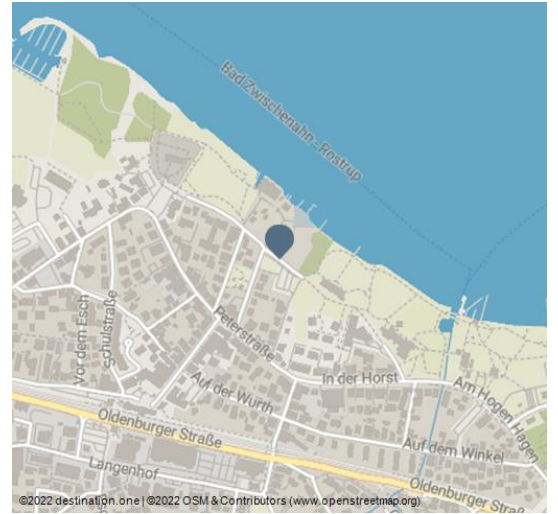 Bad Zwischenahn - Rostrup
Vor dem Esch
Schulstraße
Peterstraße
In der Horst
Am Hogen Hagen
Auf der Wurth
Auf dem Winkel
Oldenburger Straße
Langenhof
Oldenburger Straß
©2022 destination.one | ©2022 OSM & Contributors (www.openstreetmap.org)